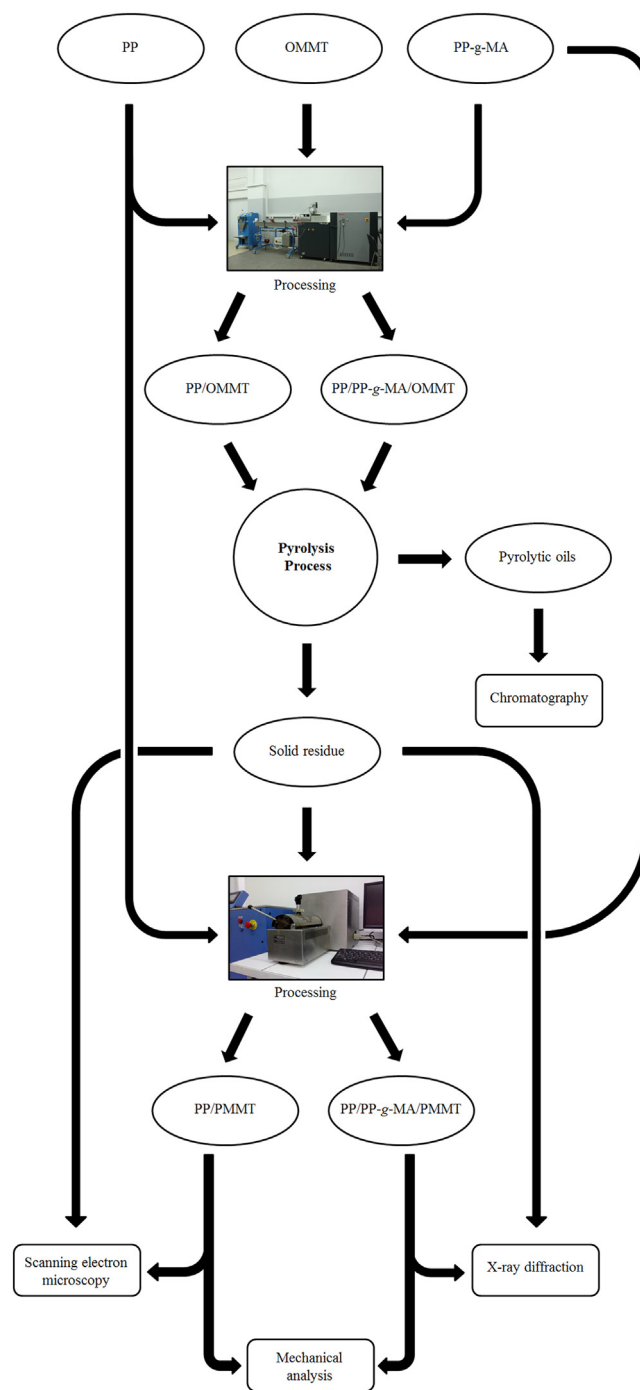 PP
OMMT
PP-g-MA
Processing
PP/OMMT
PP/PP-g-MA/OMMT
Pyrolysis
Process
Pyrolytic oils
Chromatography
Solid residue
Processing
PP/PMMT
PP/PP-g-MA/PMMT
Scanning electron
microscopy
X-ray diffraction
Mechanical
analysis